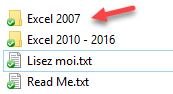 Excel 2007
Excel 2010 - 2016
Lisez moi.txt
Read Me.txt